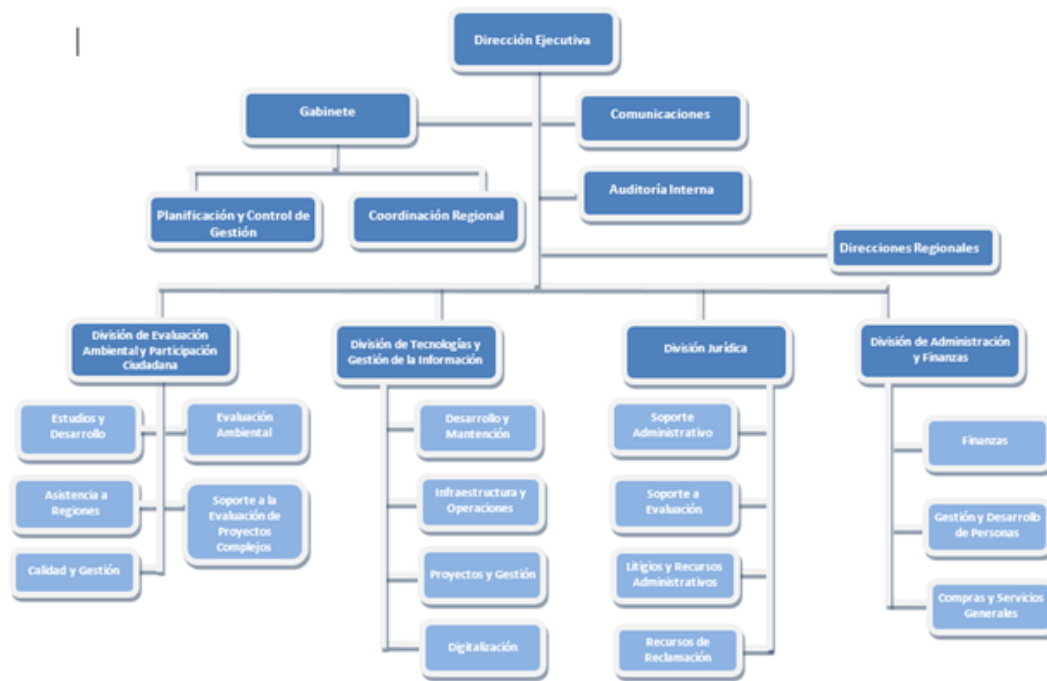 Dirección Ejecutiva
Gabinete
Comunicaciones
Planificación y Control de
Gestión
Coordinación Regional
Auditoría Interna
Direcciones Regionales
División de Evaluación
Ambiental y Participación
Ciudadana
División de Tecnologías y
Gestión de la Información
División Jurídica
División de Administración
y Finanzas
Estudios y
Desarrollo
Evaluación
Ambiental
Asistencia a
Regiones
Soporte a la
Evaluación de
Proyectos
Complejos
Calidad y Gestión
Desarrollo y
Mantención
Infraestructura y
Operaciones
Proyectos y Gestión
Digitalización
Soporte
Administrativo
Soporte a
Evaluación
Litigios y Recursos
Administrativos
Recursos de
Reclamación
Finanzas
Gestión y Desarrollo
de Personas
Compras y Servicios
Generales